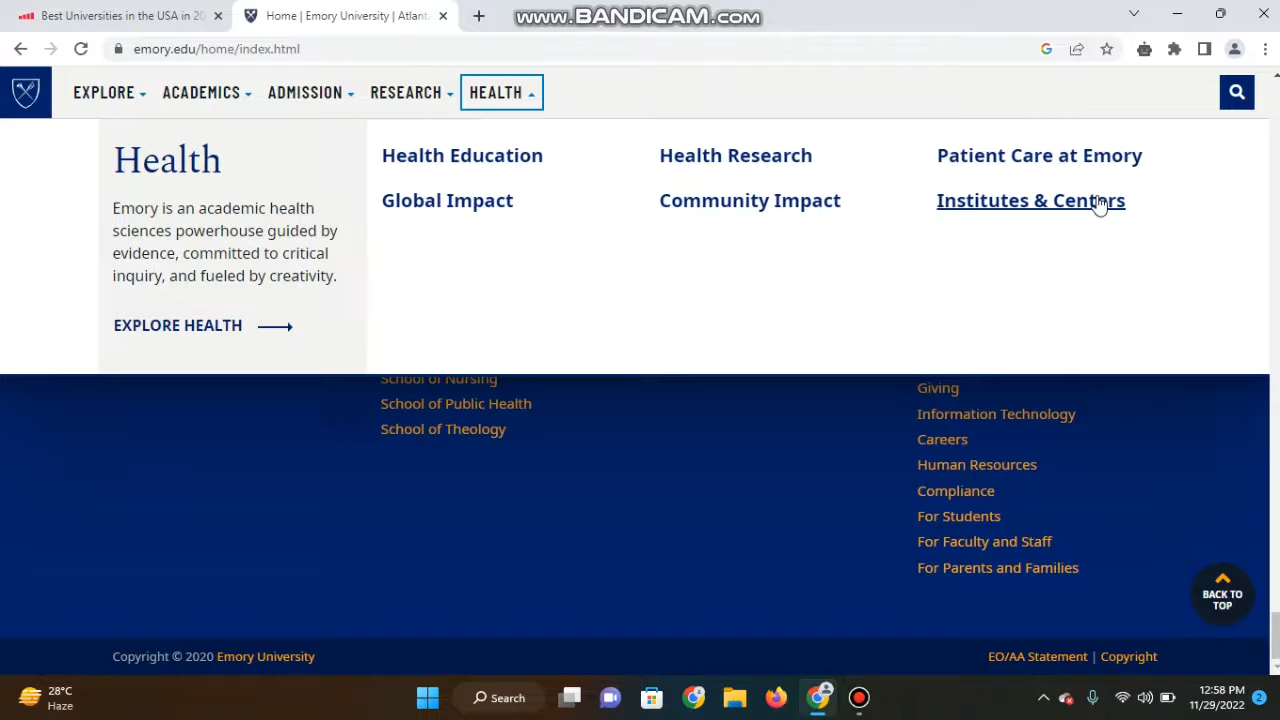 www.BANDICAM.com
Best Universities in the USA in 20
Home | Emory University | Atlant
emory.edu/home/index.html
EXPLORE ACADEMICS ADMISSION RESEARCH HEALTH
Health
Emory is an academic health
sciences powerhouse guided by
evidence, committed to critical
inquiry, and fueled by creativity.
EXPLORE HEALTH
Health Education Health Research Patient Care at Emory
Global Impact Community Impact Institutes & Centers
School of Nursing
School of Public Health
School of Theology
Giving
Information Technology
Careers
Human Resources
Compliance
For Students
For Faculty and Staff
For Parents and Families
BACK TO
TOP
Copyright © 2020 Emory University
EO/AA Statement | Copyright
28°C
Haze
Search
12:58 PM
11/29/2022
2